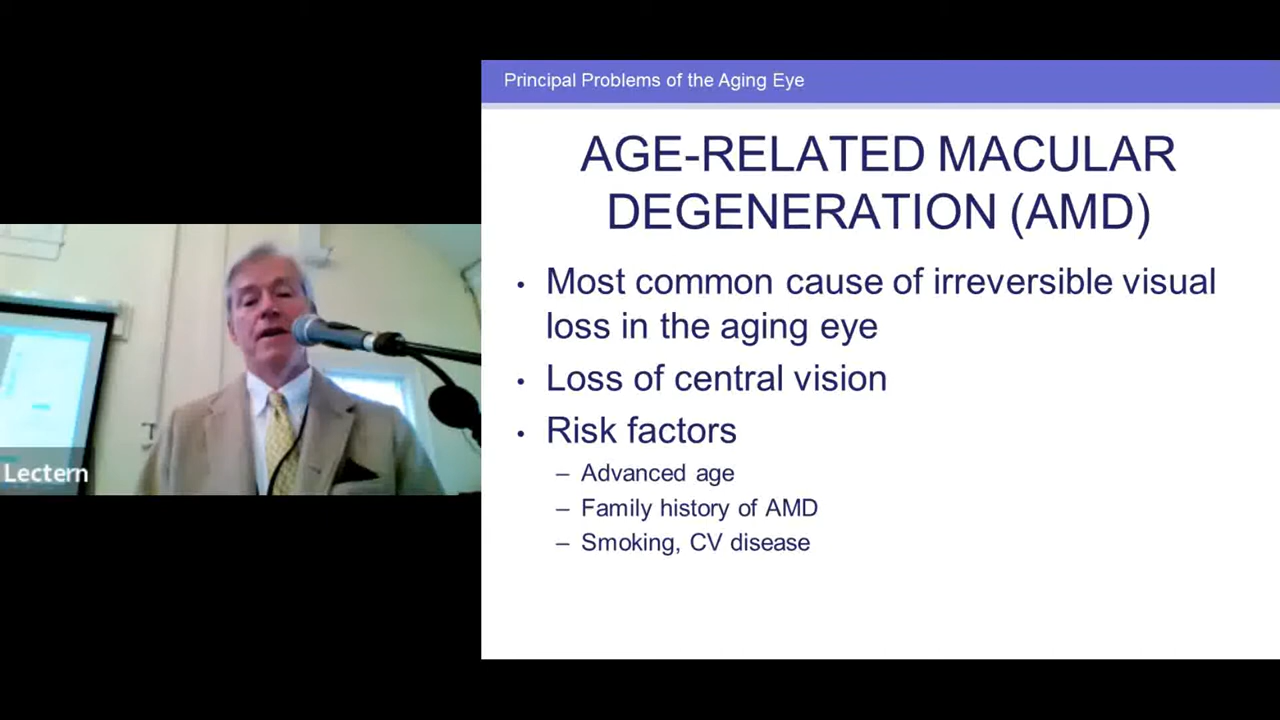 Principal Problems of the Aging Eye
AGE-RELATED MACULAR
DEGENERATION (AMD)
• Most common cause of irreversible visual
loss in the aging eye
• Loss of central vision
• Risk factors
– Advanced age
– Family history of AMD
– Smoking, CV disease
Lectern